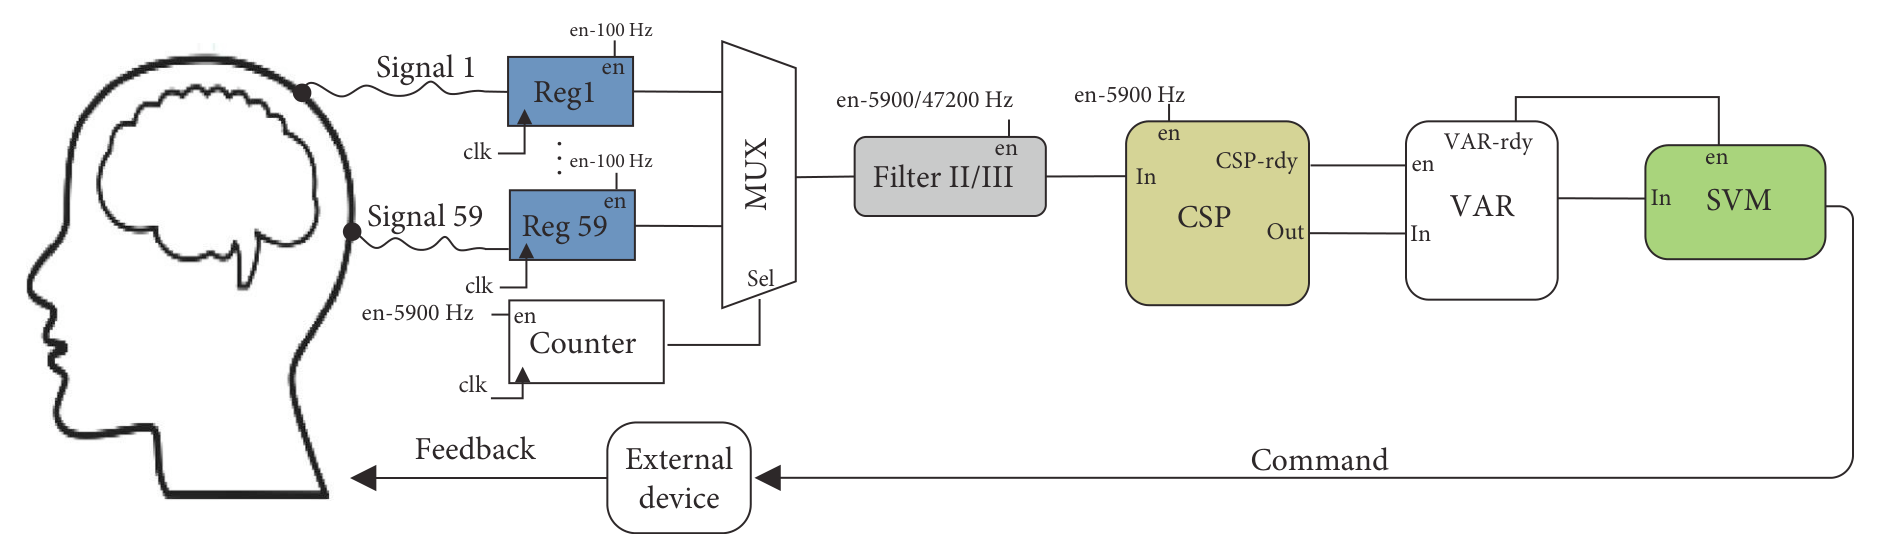 en-100 Hz
Signal 1
en
Reg1
clk
en-100 Hz
en
Signal 59
Reg 59
clk
en-5900 Hz
en
Counter
clk
MUX
Sel
en-5900/47200 Hz
en
Filter II/III
en-5900 Hz
en
In
CSP-rdy
CSP
Out
VAR-rdy
en
VAR
In
en
In
SVM
Command
External
device
Feedback